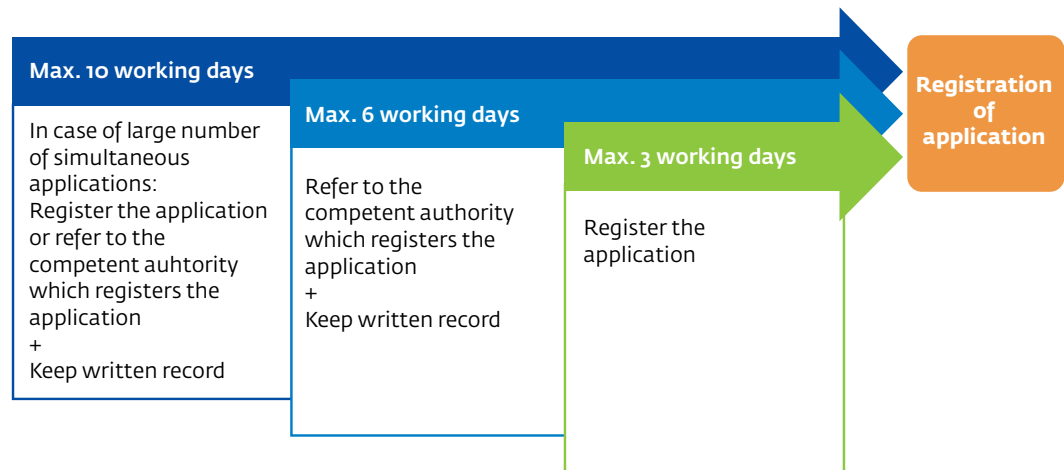 Max. 10 working days
In case of large number
of simultaneous
applications:
Register the application
or refer to the
competent auhtority
which registers the
application
+
Keep written record
Max. 6 working days
Refer to the
competent authority
which registers the
application
+
Keep written record
Max. 3 working days
Register the
application
Registration
of
application